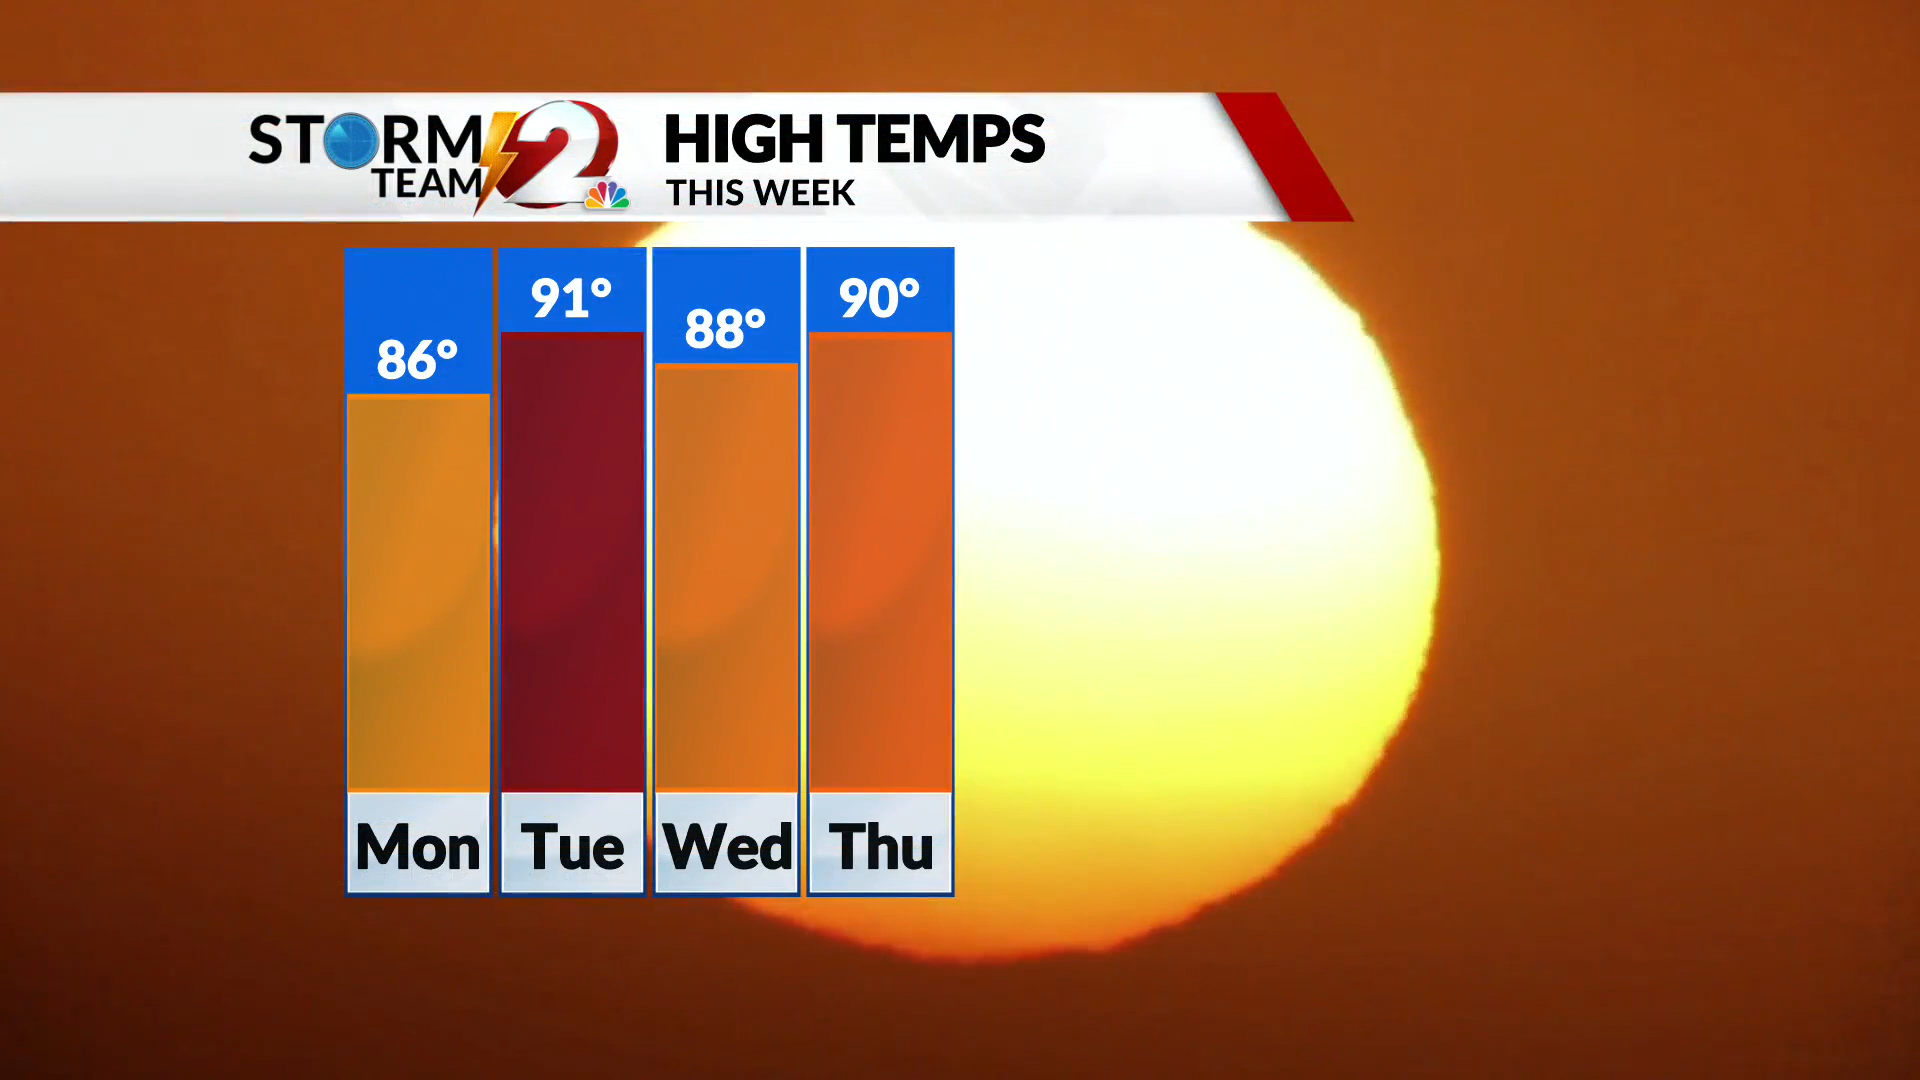 STORM
TEAM 2
HIGH TEMPS
THIS WEEK
86° 91° 88° 90°
Mon Tue Wed Thu